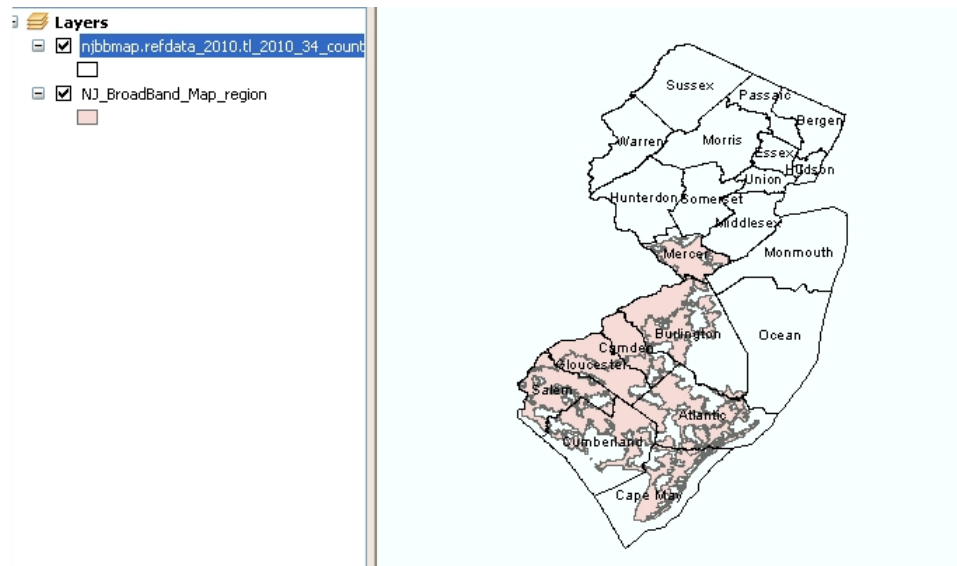 Layers
njbbmap.refdata_2010.tl_2010_34_count
NJ_BroadBand_Map_region
Sussex
Passaic
Bergen
Warren
Morris
Essex
Hudson
Union
Hunterdon
Somerset
Middlesex
Mercer
Monmouth
Burlington
Ocean
Camden
Gloucester
Salem
Atlantic
Cumberland
Cape May